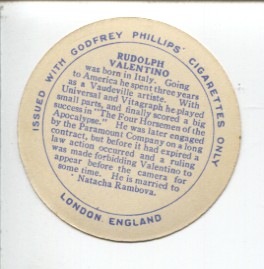 ISSUED WITH GODFREY PHILLIPS' CIGARETTES ONLY
RUDOLPH
VALENTINO
was born in Italy. Going
to America he spent three years
as a Vaudeville artiste. With
Universal and Vitagraph he played
small parts, and finally scored a big
success in "The Four Horsemen of the
Apocalypse." He was later engaged
by the Paramount Company on a long
contract, but before it had expired a
law action occurred and a ruling
was made forbidding Valentino to
appear before the camera for
some time. He is married to
Natacha Rambova.
LONDON, ENGLAND